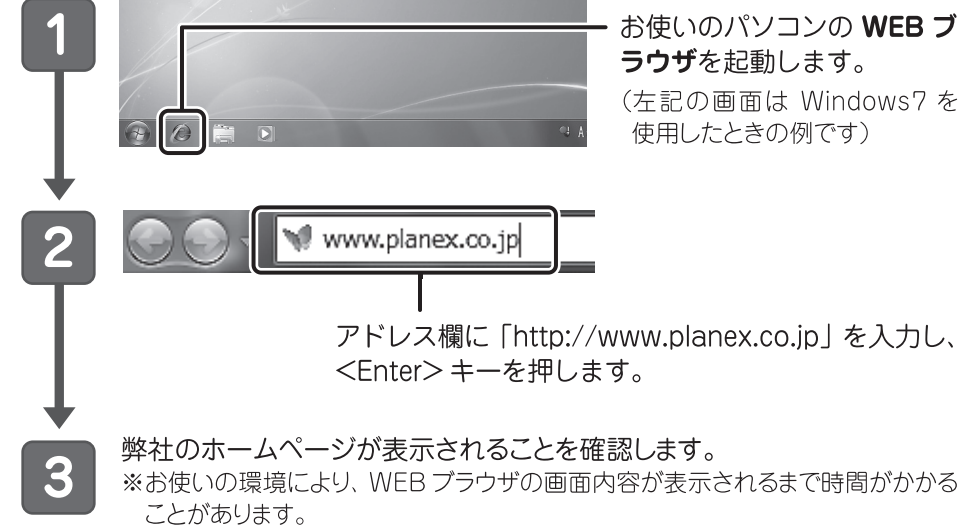 1
お使いのパソコンの WEB ブ
ラウザを起動します。
（左記の画面は Windows7 を
使用したときの例です）
A
2
www.planex.co.jp
アドレス欄に「http://www.planex.co.jp」を入力し、
<Enter> キーを押します。
3
弊社のホームページが表示されることを確認します。
※お使いの環境により、WEB ブラウザの画面内容が表示されるまで時間がかかる
ことがあります。